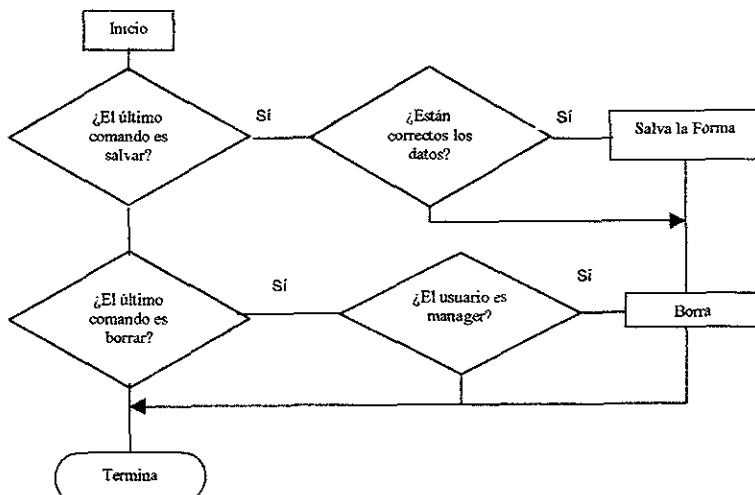 Inicio
¿El último
comando es
salvar?
Sí
¿Están
correctos los
datos?
Sí
Salva la Forma
¿El último
comando es
borrar?
Sí
¿El usuario es
manager?
Sí
Borra
Termina